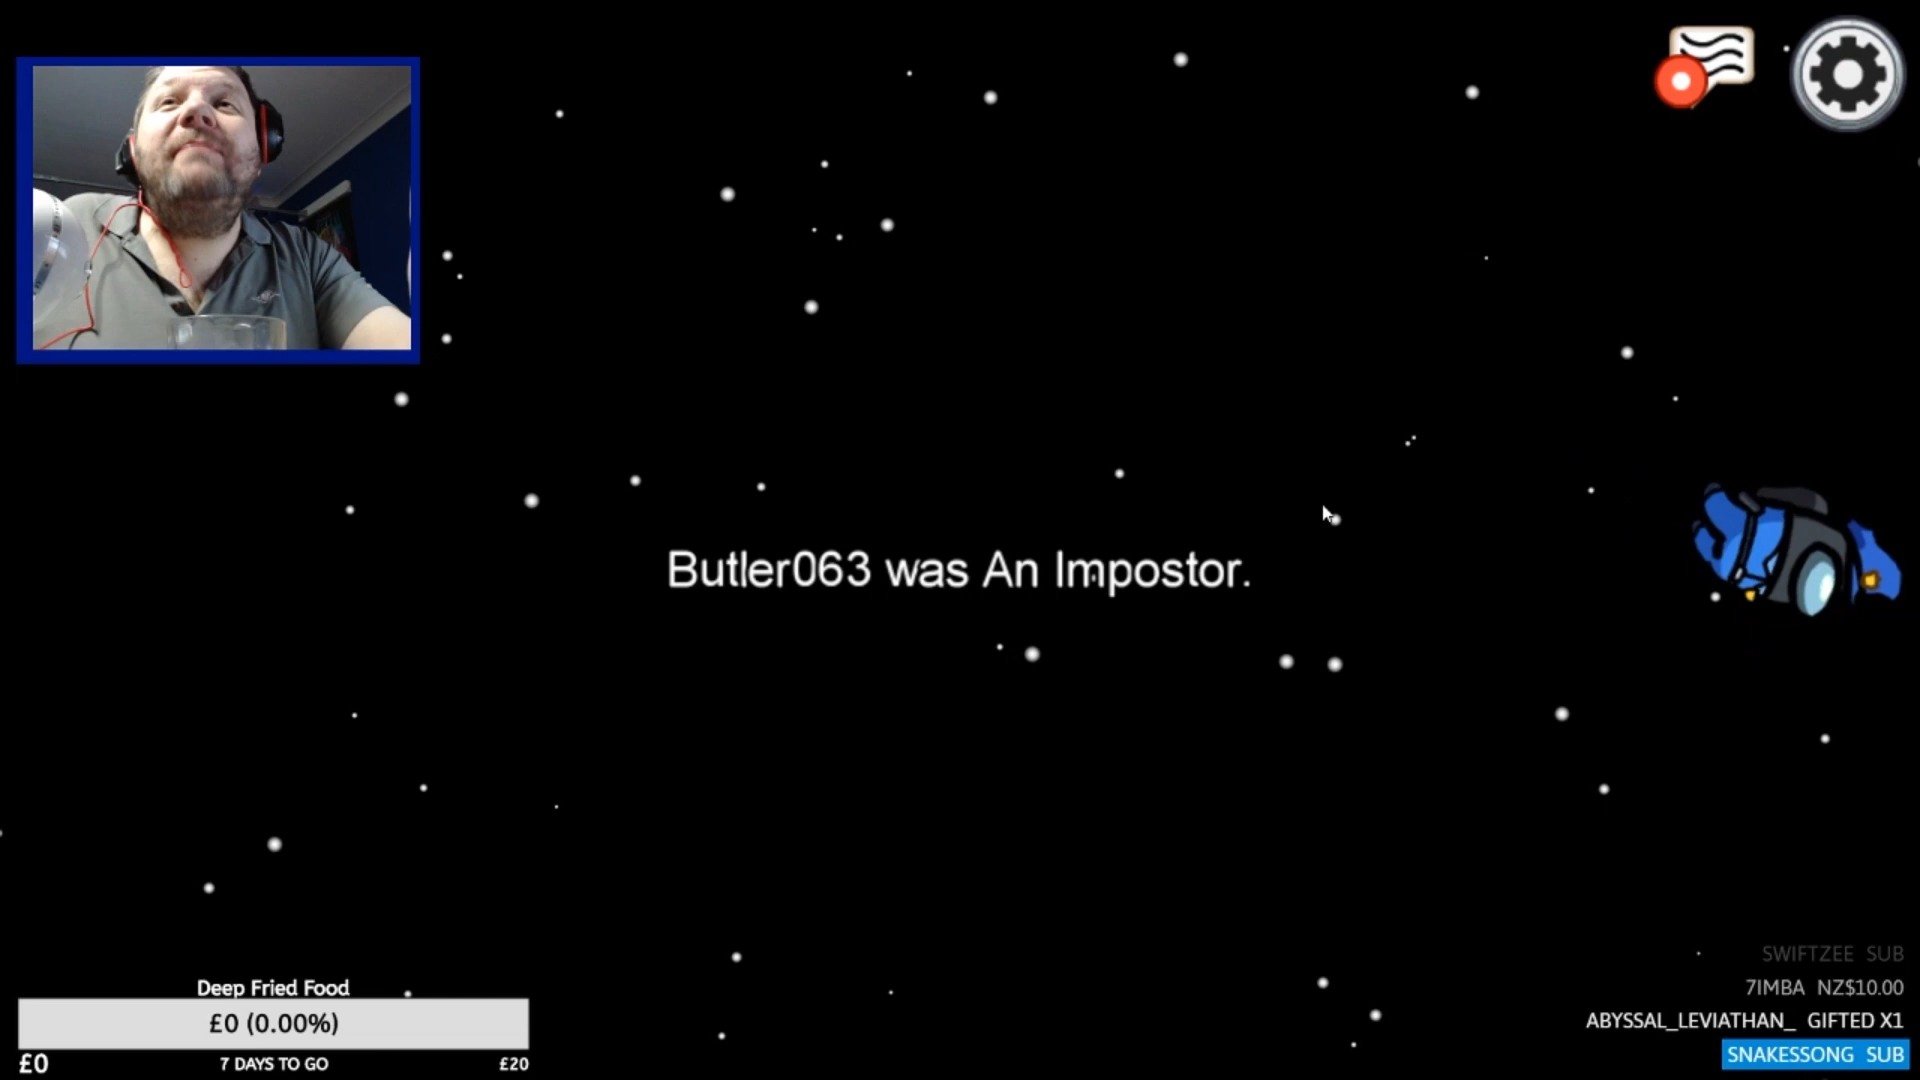 Butler063 was An Impostor.
SWIFTZEE SUB
7IMBA NZ$10.00
ABYSSAL_LEVIATHAN_ GIFTED X1
SNAKESSONG SUB
Deep Fried Food
£0 (0.00%)
£0 7 DAYS TO GO £20